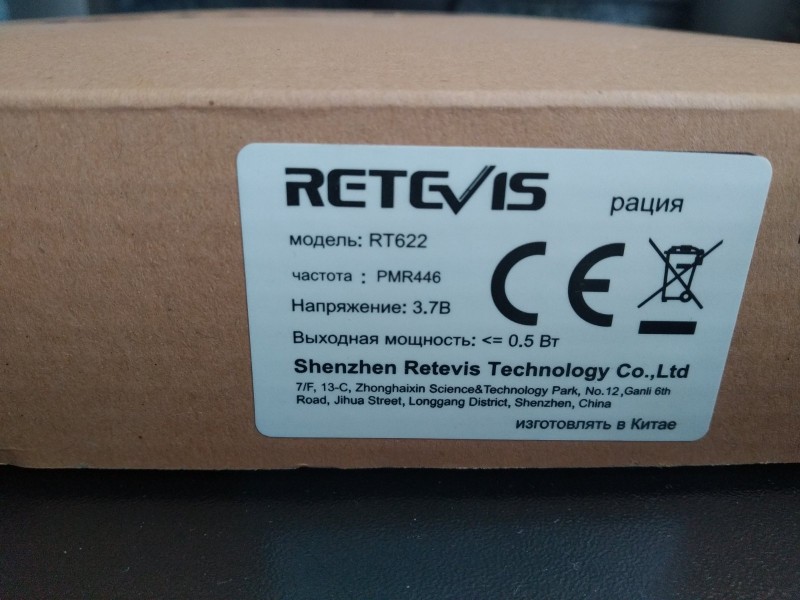 RETEVIS
рация
модель: RT622
частота : PMR446
Напряжение: 3.7В
Выходная мощность: <= 0.5 Вт
CE
Shenzhen Retevis Technology Co.,Ltd
7/F, 13-C, Zhonghaixin Science&Technology Park, No.12,Ganli 6th
Road, Jihua Street, Longgang District, Shenzhen, China
изготовлять в Китае